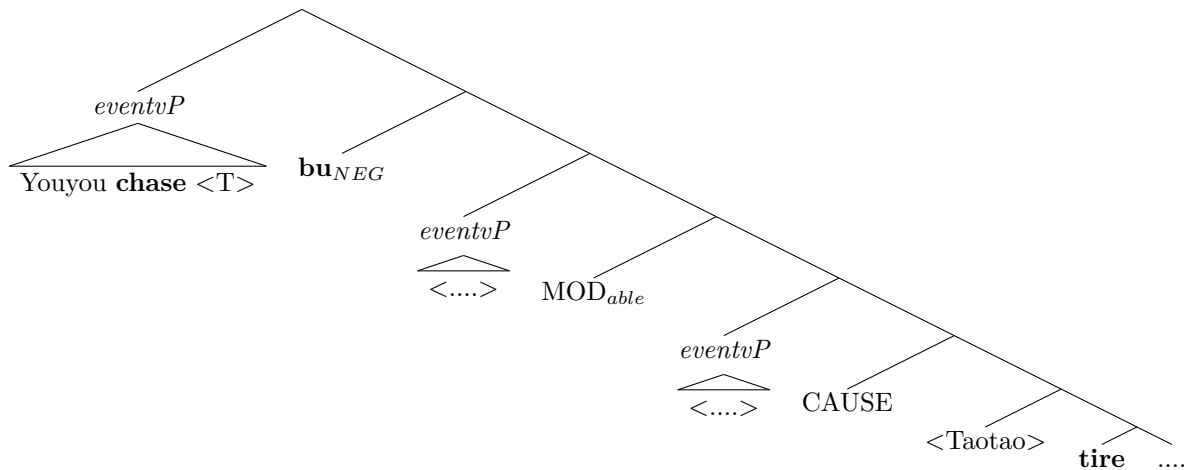 eventvP
Youyou chase <T>
bu_NEG
eventvP
<....>
MOD_able
eventvP
<....>
CAUSE
<Taotao>
tire ....